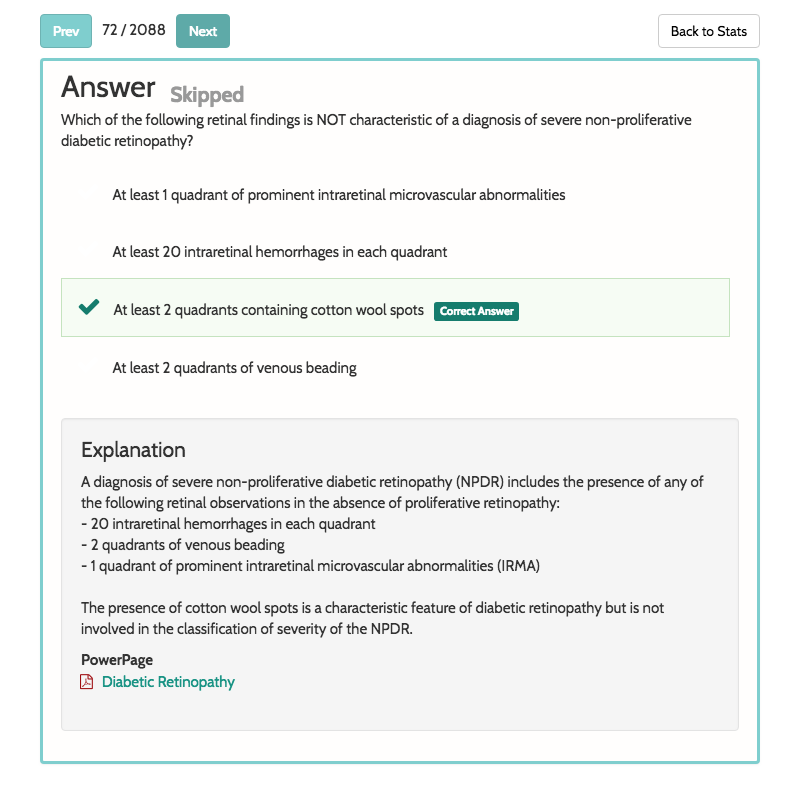 Prev 72 / 2088 Next Back to Stats
Answer Skipped
Which of the following retinal findings is NOT characteristic of a diagnosis of severe non-proliferative
diabetic retinopathy?
At least 1 quadrant of prominent intraretinal microvascular abnormalities
At least 20 intraretinal hemorrhages in each quadrant
At least 2 quadrants containing cotton wool spots Correct Answer
At least 2 quadrants of venous beading
Explanation
A diagnosis of severe non-proliferative diabetic retinopathy (NPDR) includes the presence of any of
the following retinal observations in the absence of proliferative retinopathy:
- 20 intraretinal hemorrhages in each quadrant
- 2 quadrants of venous beading
- 1 quadrant of prominent intraretinal microvascular abnormalities (IRMA)
The presence of cotton wool spots is a characteristic feature of diabetic retinopathy but is not
involved in the classification of severity of the NPDR.
PowerPage
Diabetic Retinopathy